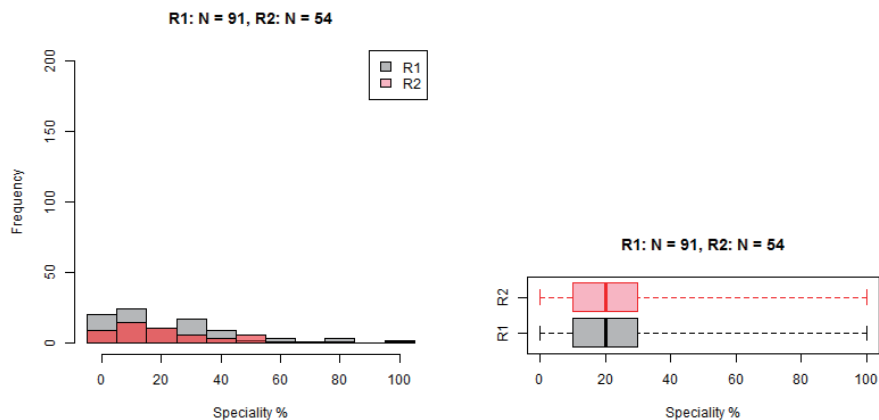 R1: N = 91, R2: N = 54
R1
R2
Frequency
200
150
100
50
0
0 20 40 60 80 100
Speciality %
R1: N = 91, R2: N = 54
R2
R1
0 20 40 60 80 100
Speciality %